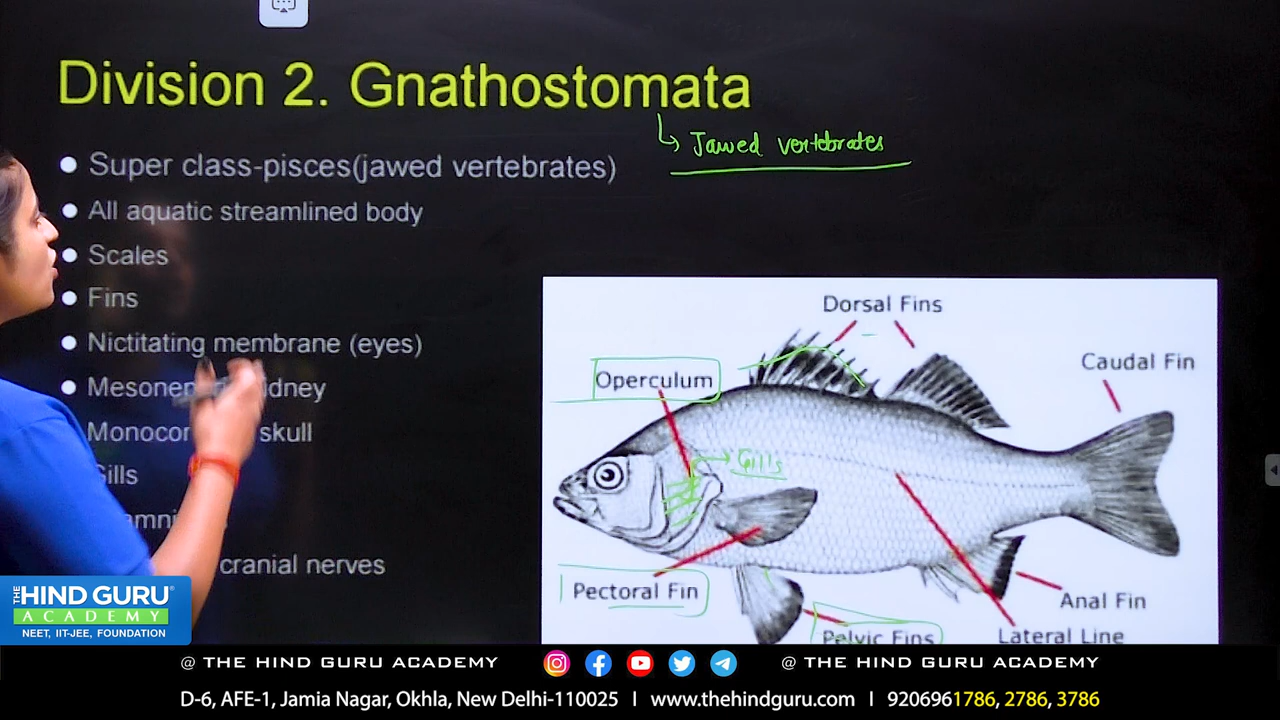 Division 2. Gnathostomata
Jawed vertebrates
Super class-pisces(jawed vertebrates)
All aquatic streamlined body
Scales
Fins
Nictitating membrane (eyes)
skull
cranial nerves
Dorsal Fins
Caudal Fin
Operculum
Gills
Pectoral Fin
Pelvic Fins
Anal Fin
Lateral Line
THE HIND GURU
ACADEMY
NEET, IIT-JEE, FOUNDATION
@ THE HIND GURU ACADEMY @ THE HIND GURU ACADEMY
D-6, AFE-1, Jamia Nagar, Okhla, New Delhi-110025 I www.thehindguru.com I 9206961786, 2786, 3786